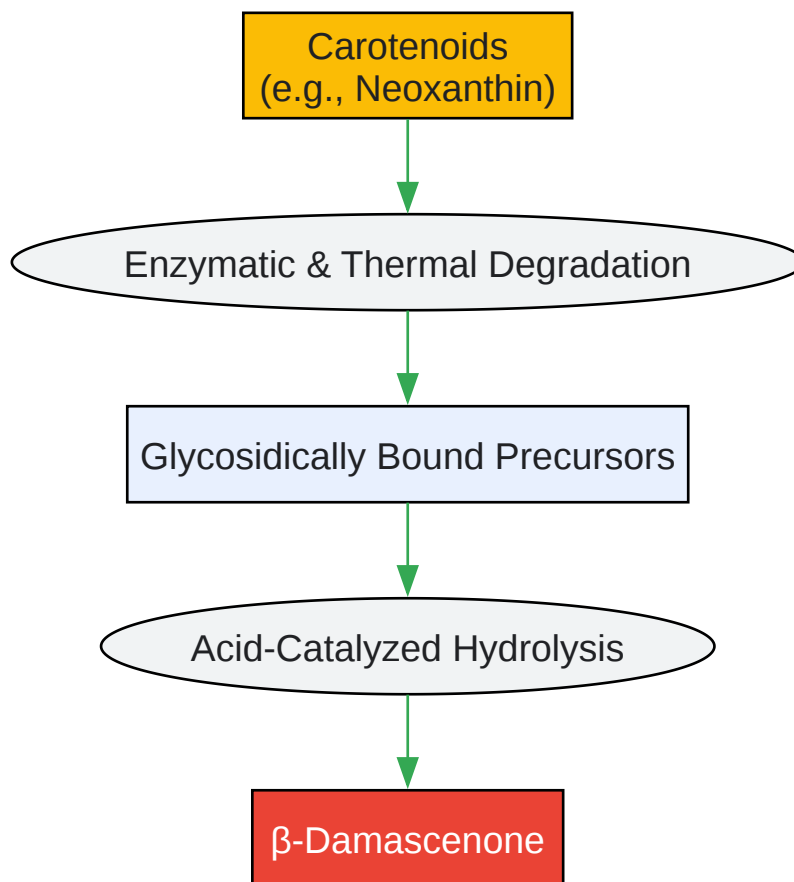 Carotenoids
(e.g., Neoxanthin)
Enzymatic & Thermal Degradation
Glycosidically Bound Precursors
Acid-Catalyzed Hydrolysis
β-Damascenone